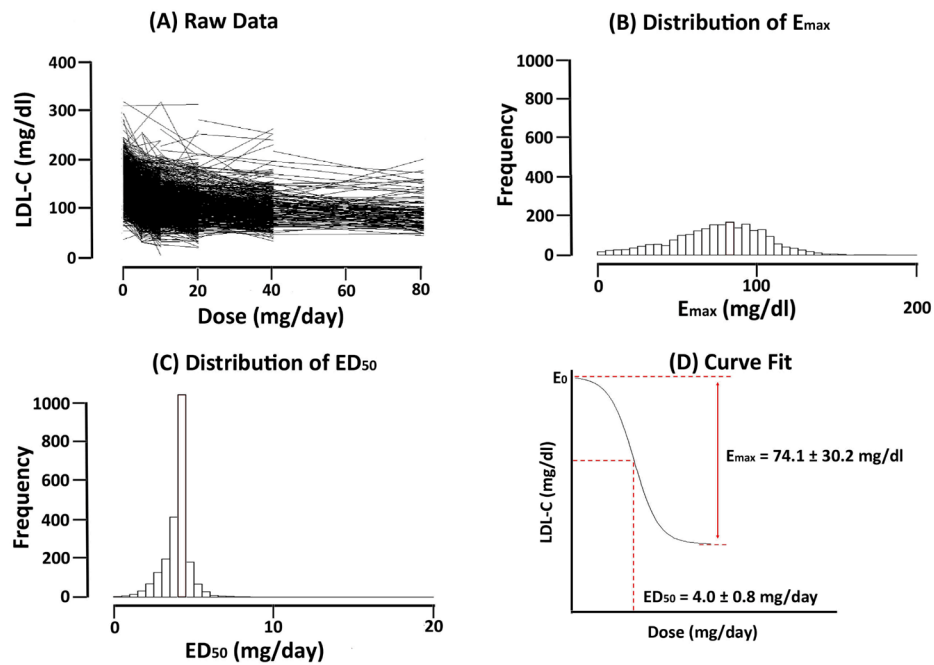 (A) Raw Data
LDL-C (mg/dl)
400
300
200
100
0
0 20 40 60 80
Dose (mg/day)
(B) Distribution of Emax
Frequency
1000
800
600
400
200
0
0 100 200
Emax (mg/dl)
(C) Distribution of ED50
Frequency
1000
800
600
400
200
0
0 10 20
ED50 (mg/day)
(D) Curve Fit
E0
LDL-C (mg/dl)
Emax = 74.1 ± 30.2 mg/dl
ED50 = 4.0 ± 0.8 mg/day
Dose (mg/day)